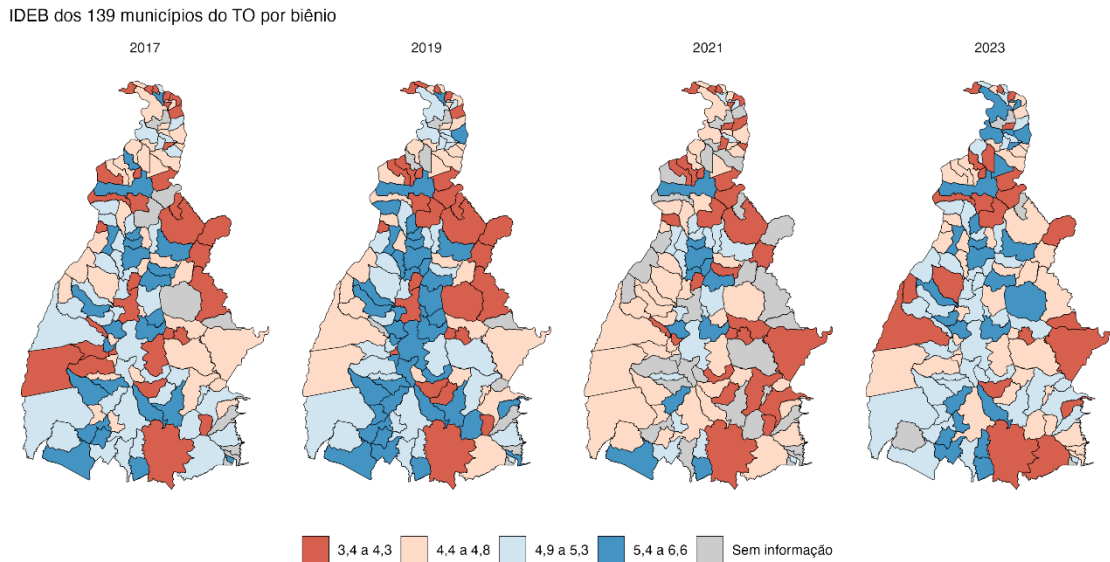 IDEB dos 139 municípios do TO por biênio
2017 2019 2021 2023
3,4 a 4,3 4,4 a 4,8 4,9 a 5,3 5,4 a 6,6 Sem informação